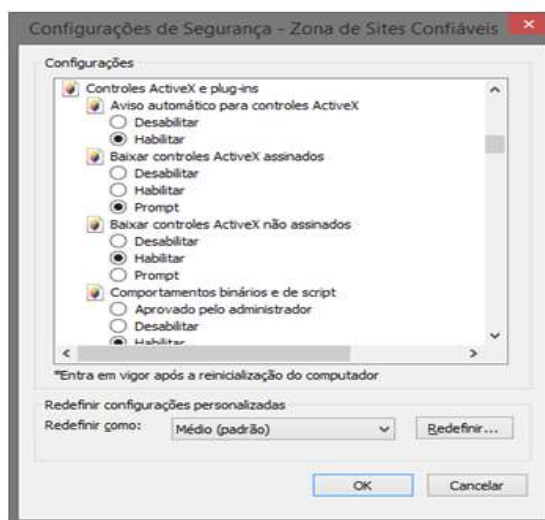 Configurações de Segurança - Zona de Sites Confiáveis
Configurações
Controles ActiveX e plug-ins
Aviso automático para controles ActiveX
Desabilitar
Habilitar
Baixar controles ActiveX assinados
Desabilitar
Habilitar
Prompt
Baixar controles ActiveX não assinados
Desabilitar
Habilitar
Prompt
Comportamentos binários e de script
Aprovado pelo administrador
Desabilitar
Habilitar
*Entra em vigor após a reinicialização do computador
Redefinir configurações personalizadas
Redefinir como: Médio (padrão) Redefinir...
OK Cancelar